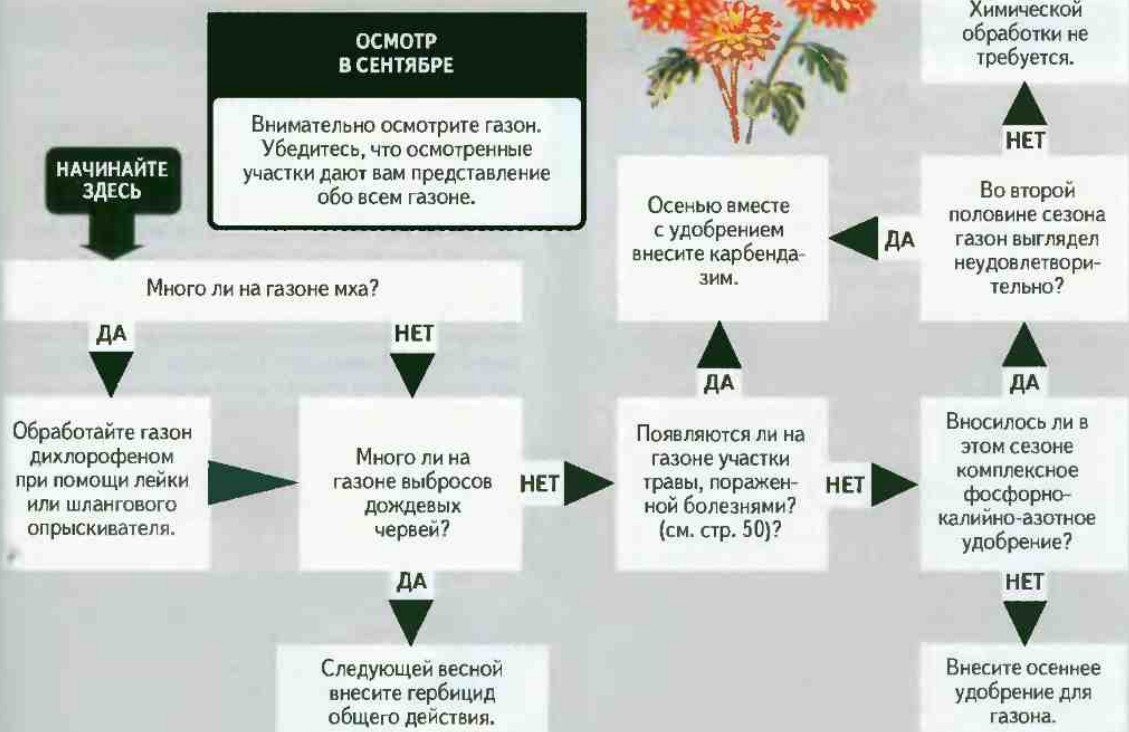 ОСМОТР
В СЕНТЯБРЕ
Внимательно осмотрите газон.
Убедитесь, что осмотренные
участки дают вам представление
обо всем газоне.
НАЧИНАЙТЕ
ЗДЕСЬ
Много ли на газоне мха?
ДА
НЕТ
Обработайте газон
дихлорофеном
при помощи лейки
или шлангового
опрыскивателя.
Много ли на
газоне выбросов
дождевых
червей?
НЕТ
ДА
Следующей весной
внесите гербицид
общего действия.
Появляются ли на
газоне участки
травы, поражен-
ной болезнями?
(см. стр. 50)?
ДА
Осенью вместе
с удобрением
внесите карбенда-
зим.
НЕТ
Вносилось ли в
этом сезоне
комплексное
фосфорно-
калийно-азотное
удобрение?
ДА
Во второй
половине сезона
газон выглядел
неудовлетвори-
тельно?
ДА
НЕТ
Химической
обработки не
требуется.
НЕТ
Внесите осеннее
удобрение для
газона.